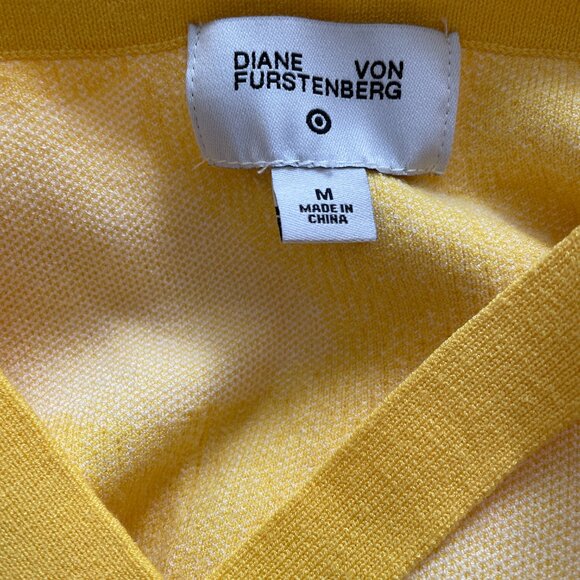 DIANE VON
FURSTENBERG
M
MADE IN
CHINA